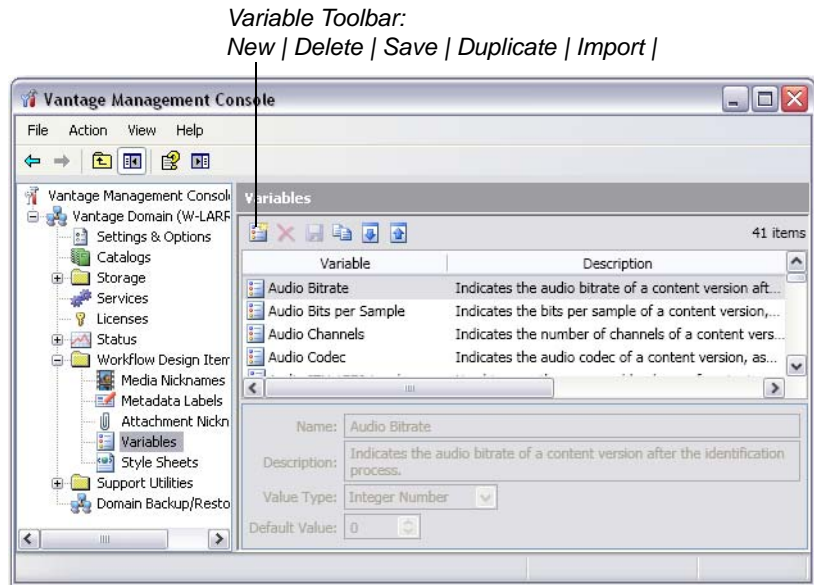 Variable Toolbar:
New | Delete | Save | Duplicate | Import |
Vantage Management Console
File Action View Help
Vantage Management Consol
Vantage Domain (W-LARR
Settings & Options
Catalogs
Storage
Services
Licenses
Status
Workflow Design Item
Media Nicknames
Metadata Labels
Attachment Nickn
Variables
Style Sheets
Support Utilities
Domain Backup/Resto
Variables
41 items
Variable Description
Audio Bitrate Indicates the audio bitrate of a content version aft...
Audio Bits per Sample Indicates the bits per sample of a content version,...
Audio Channels Indicates the number of channels of a content vers...
Audio Codec Indicates the audio codec of a content version, as...
Name: Audio Bitrate
Description: Indicates the audio bitrate of a content version after the identification
process.
Value Type: Integer Number
Default Value: 0